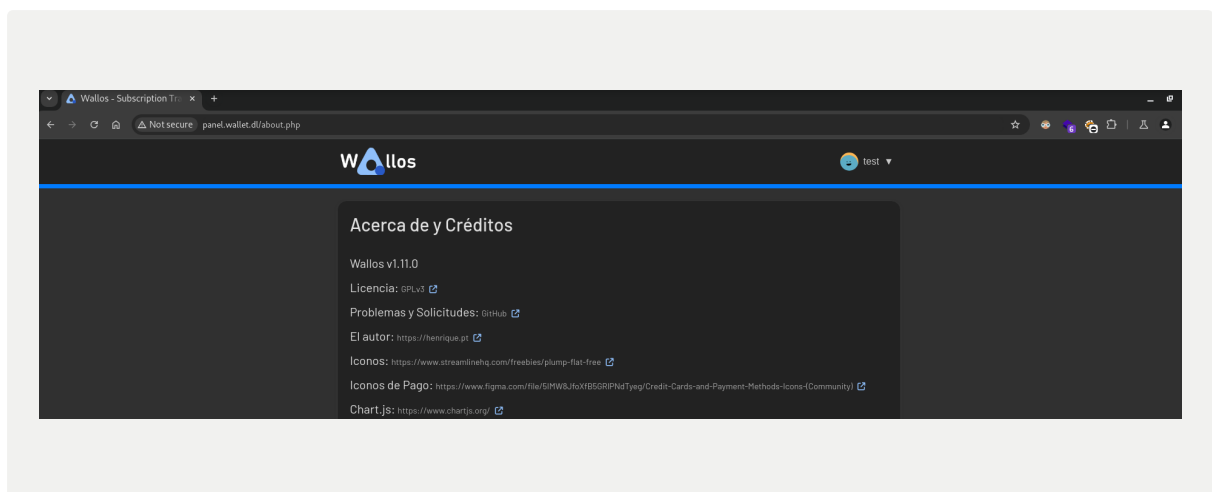 Wallos - Subscription Tra
Not secure panel.wallet.dl/about.php
6
Wallos
test
Acerca de y Créditos
Wallos v1.11.0
Licencia: GPLv3
Problemas y Solicitudes: GitHub
El autor: https://henrique.pt
Iconos: https://www.streamlinehq.com/freebies/plump-flat-free
Iconos de Pago: https://www.figma.com/file/5IMW8JfoXfB5GRlPNdTyeg/Credit-Cards-and-Payment-Methods-Icons-(Community)
Chart.js: https://www.chartjs.org/